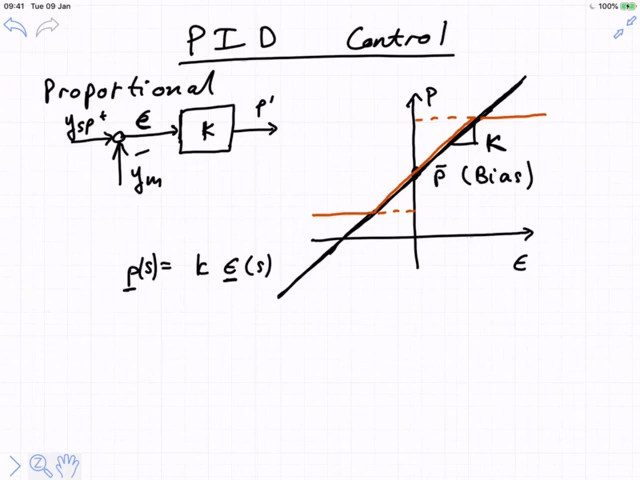 09:41 Tue 09 Jan 100%
PID Control
Proportional
ysp + ε K p'
−
ym
p
K
p̄ (Bias)
ε
p(s) = k ε(s)